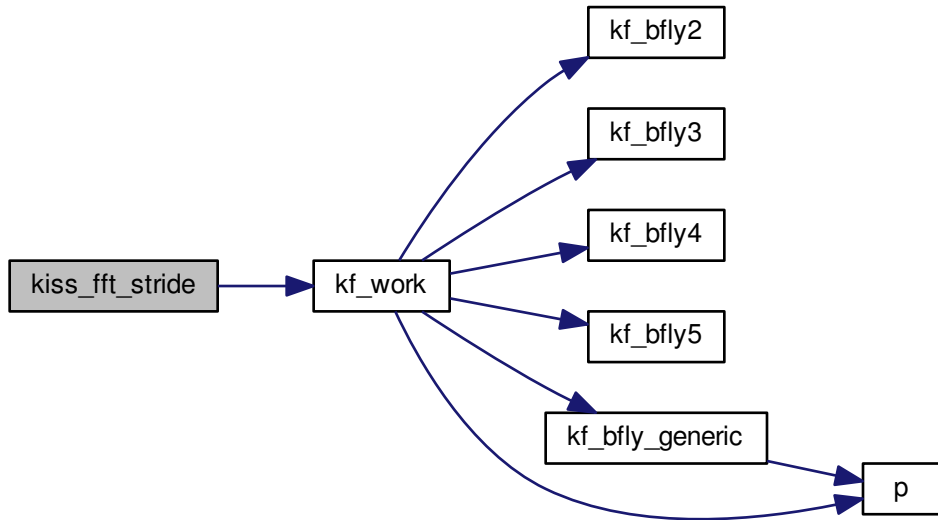 kiss_fft_stride
kf_work
kf_bfly2
kf_bfly3
kf_bfly4
kf_bfly5
kf_bfly_generic
p